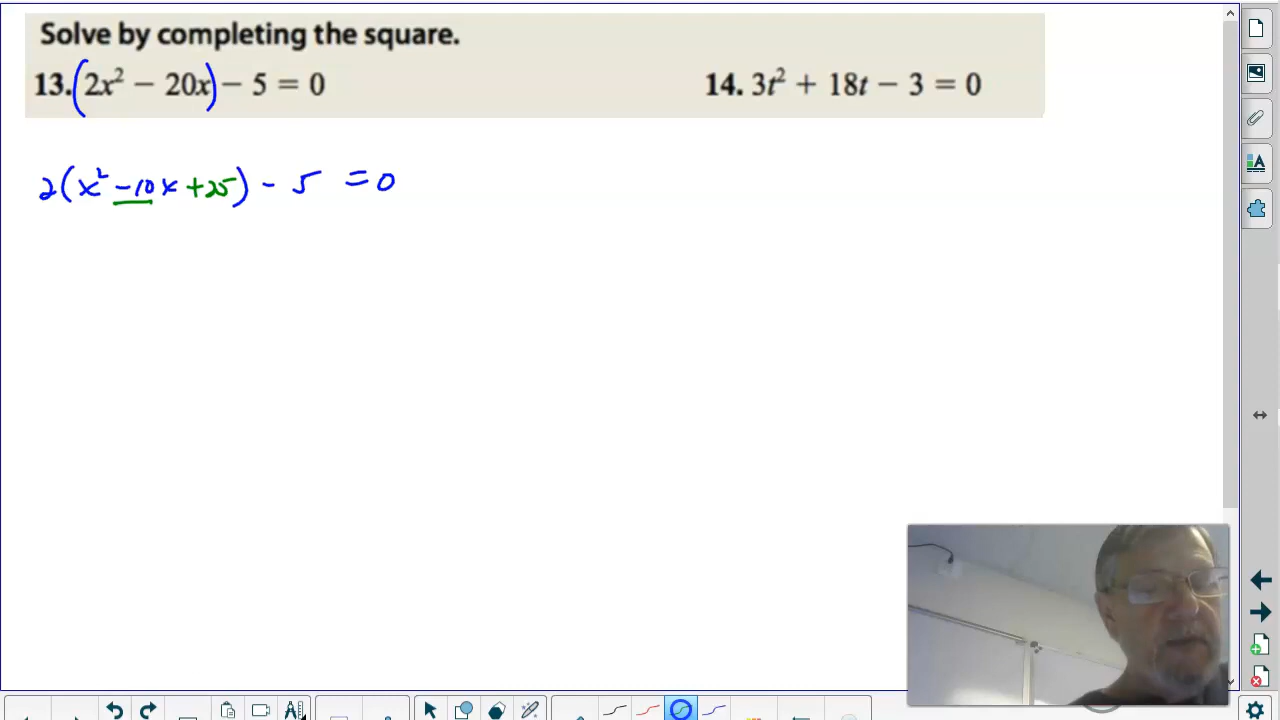 Solve by completing the square.
13. (2x² − 20x) − 5 = 0
14. 3t² + 18t − 3 = 0
2(x² − 10x + 25) − 5 = 0